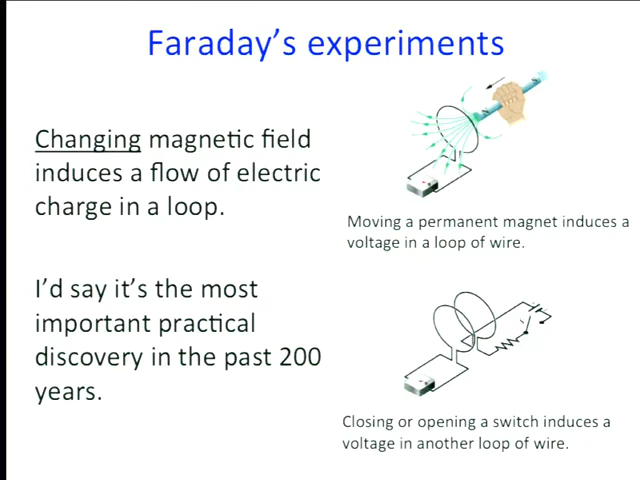 Faraday's experiments
Changing magnetic field
induces a flow of electric
charge in a loop.
Moving a permanent magnet induces a
voltage in a loop of wire.
I'd say it's the most
important practical
discovery in the past 200
years.
Closing or opening a switch induces a
voltage in another loop of wire.